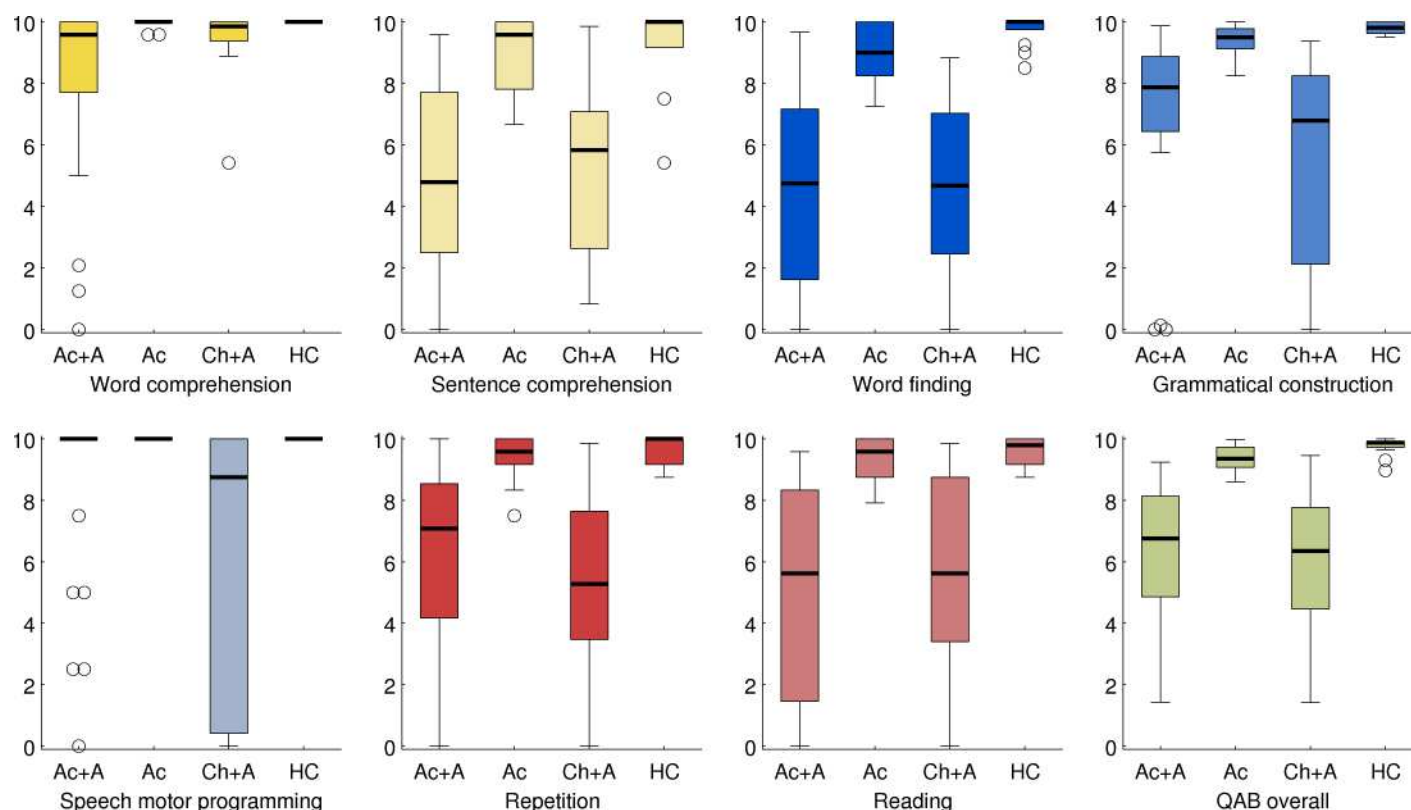 10 10 10 10
8 8 8 8
6 6 6 6
4 4 4 4
2 2 2 2
0 0 0 0
Ac+A Ac Ch+A HC Ac+A Ac Ch+A HC Ac+A Ac Ch+A HC Ac+A Ac Ch+A HC
Word comprehension Sentence comprehension Word finding Grammatical construction
10 10 10 10
8 8 8 8
6 6 6 6
4 4 4 4
2 2 2 2
0 0 0 0
Ac+A Ac Ch+A HC Ac+A Ac Ch+A HC Ac+A Ac Ch+A HC Ac+A Ac Ch+A HC
Speech motor programming Repetition Reading QAB overall